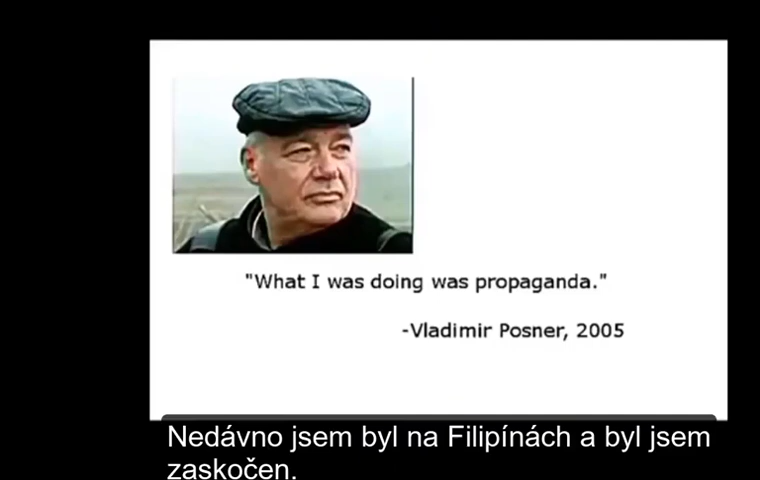 "What I was doing was propaganda."
-Vladimir Posner, 2005
Nedávno jsem byl na Filipínách a byl jsem
zaskočen.